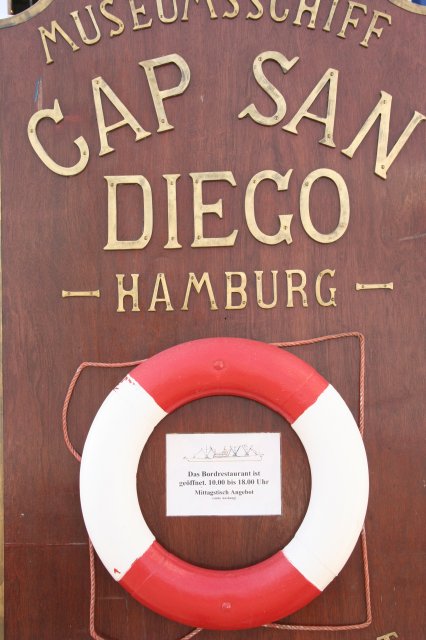 MUSEUMSSCHIFF
CAP SAN
DIEGO
HAMBURG
Das Bordrestaurant ist
geöffnet. 10.00 bis 18.00 Uhr
Mittagstisch Angebot